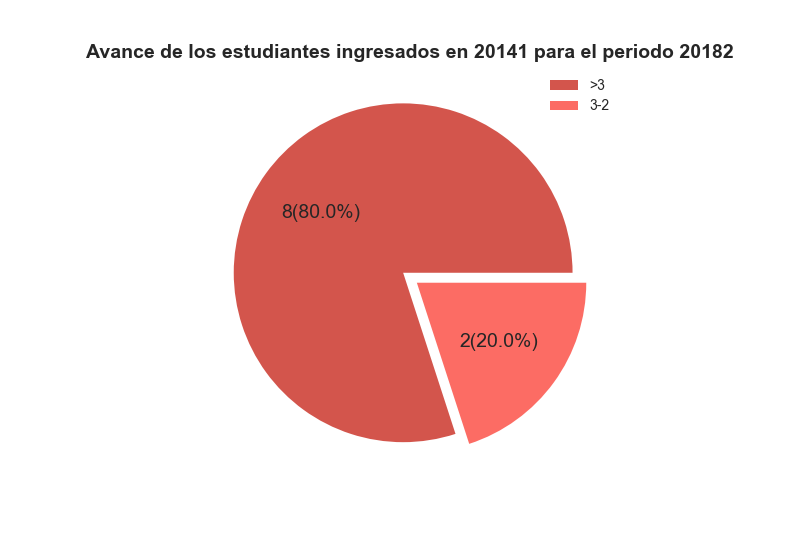 Avance de los estudiantes ingresados en 20141 para el periodo 20182
>3
3-2
8(80.0%)
2(20.0%)